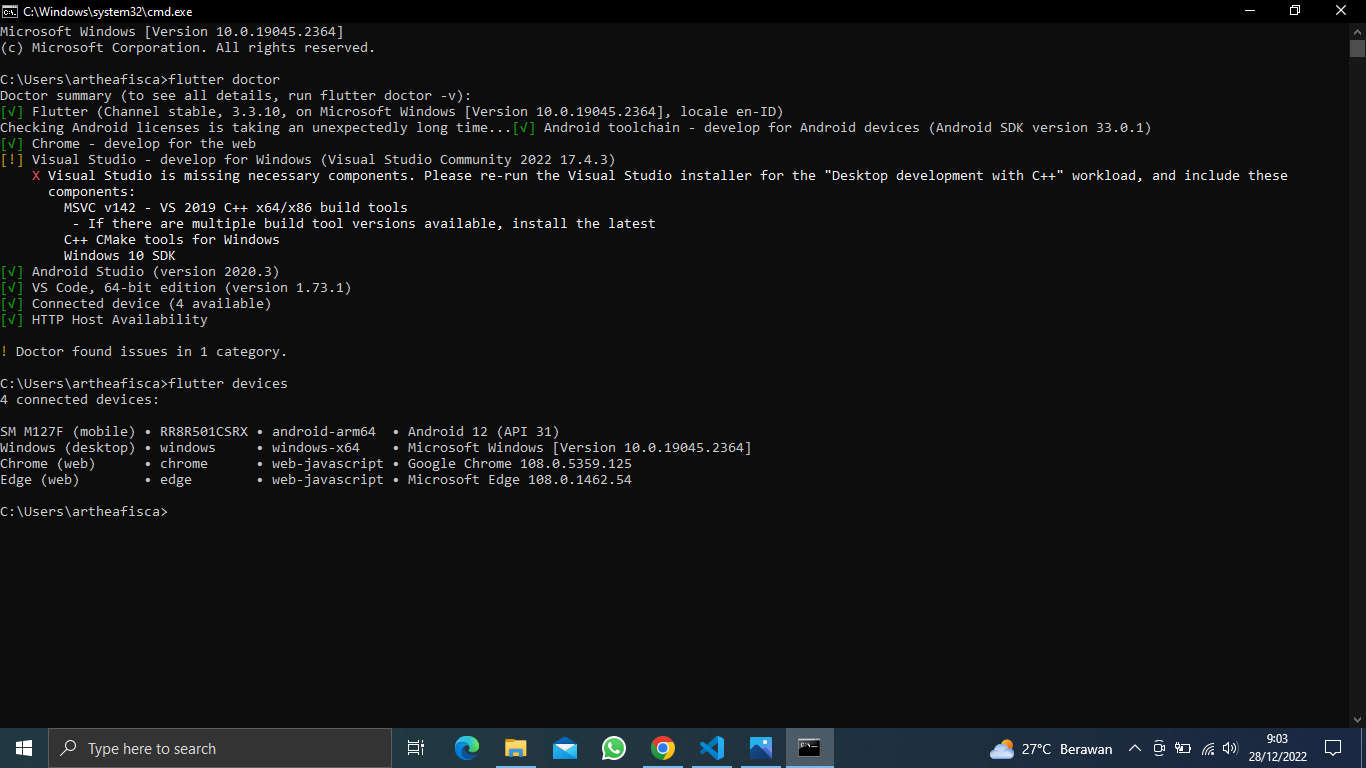 C:\Windows\system32\cmd.exe
Microsoft Windows [Version 10.0.19045.2364]
(c) Microsoft Corporation. All rights reserved.
C:\Users\artheafisca>flutter doctor
Doctor summary (to see all details, run flutter doctor -v):
[√] Flutter (Channel stable, 3.3.10, on Microsoft Windows [Version 10.0.19045.2364], locale en-ID)
Checking Android licenses is taking an unexpectedly long time...[√] Android toolchain - develop for Android devices (Android SDK version 33.0.1)
[√] Chrome - develop for the web
[!] Visual Studio - develop for Windows (Visual Studio Community 2022 17.4.3)
X Visual Studio is missing necessary components. Please re-run the Visual Studio installer for the "Desktop development with C++" workload, and include these
components:
MSVC v142 - VS 2019 C++ x64/x86 build tools
- If there are multiple build tool versions available, install the latest
C++ CMake tools for Windows
Windows 10 SDK
[√] Android Studio (version 2020.3)
[√] VS Code, 64-bit edition (version 1.73.1)
[√] Connected device (4 available)
[√] HTTP Host Availability
! Doctor found issues in 1 category.
C:\Users\artheafisca>flutter devices
4 connected devices:
SM M127F (mobile) • RR8R501CSRX • android-arm64 • Android 12 (API 31)
Windows (desktop) • windows • windows-x64 • Microsoft Windows [Version 10.0.19045.2364]
Chrome (web) • chrome • web-javascript • Google Chrome 108.0.5359.125
Edge (web) • edge • web-javascript • Microsoft Edge 108.0.1462.54
C:\Users\artheafisca>
Type here to search
27°C Berawan
9:03
28/12/2022